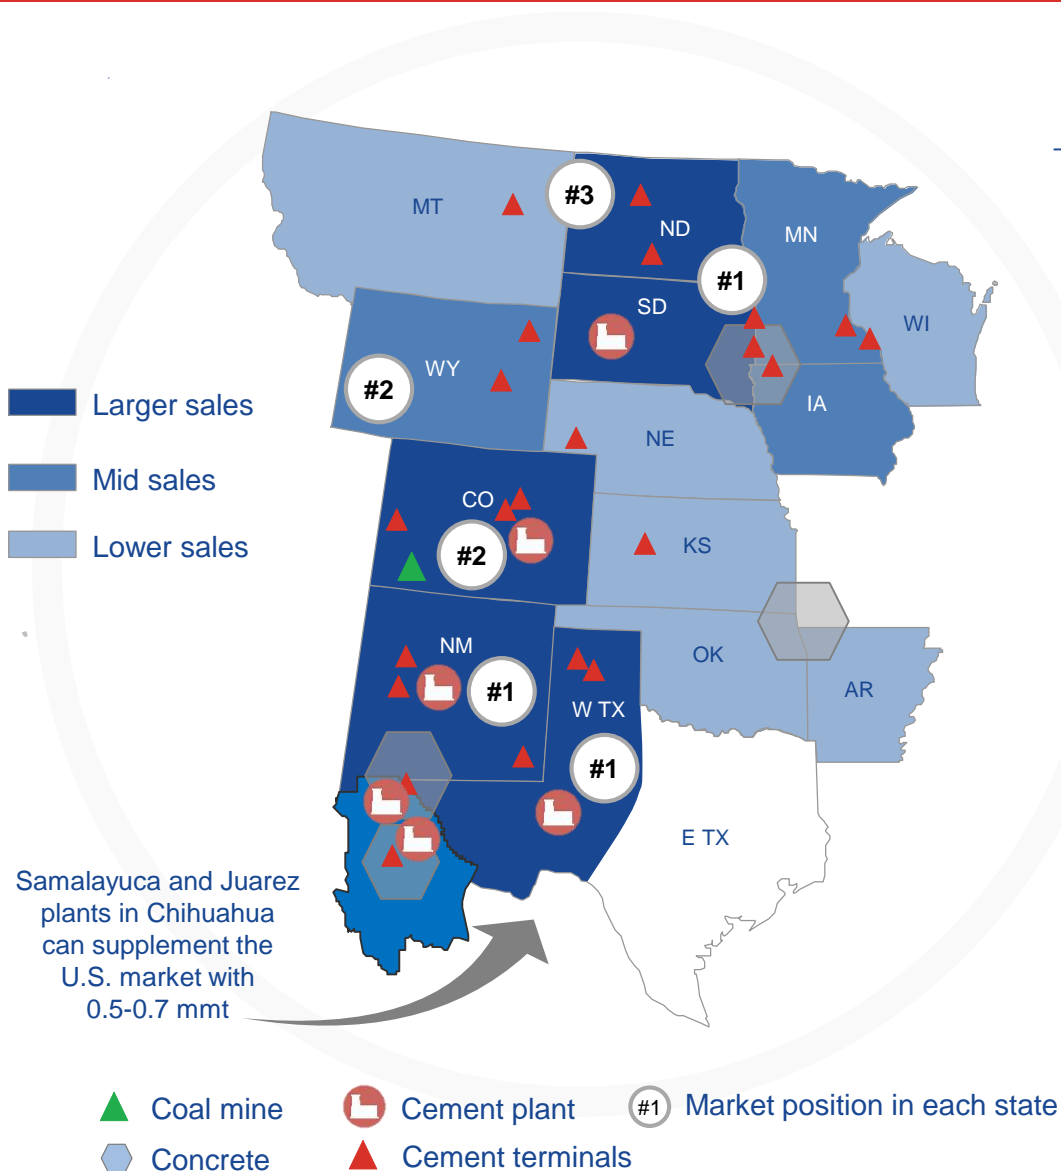 #3
MT
ND
MN
#1
SD
WI
WY
#2
IA
Larger sales
NE
Mid sales
CO
Lower sales
KS
#2
NM
OK
#1
AR
W TX
#1
E TX
Samalayuca and Juarez
plants in Chihuahua
can supplement the
U.S. market with
0.5-0.7 mmt
Coal mine
Cement plant
#1
Market position in each state
Concrete
Cement terminals